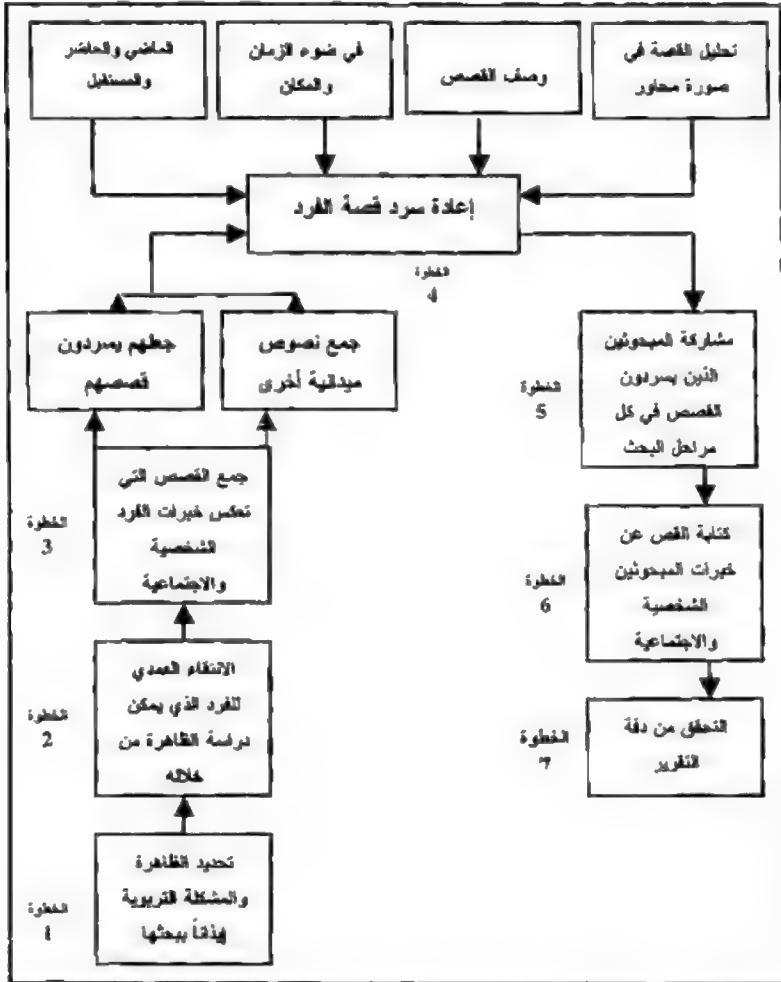 الماضي والحاضر
والمستقبل
في ضوء الزمان
والمكان
وصف القصص
تحليل القصة في
صورة محاور
إعادة سرد قصة الفرد
الخطوة
4
جعلهم يسردون
قصصهم
جمع نصوص
ميدانية أخرى
مشاركة المبحوثين
الذين يسردون
القصص في كل
مراحل البحث
الخطوة
5
جمع القصص التي
تعكس خبرات الفرد
الشخصية
والاجتماعية
الخطوة
3
كتابة القص عن
خبرات المبحوثين
الشخصية
والاجتماعية
الخطوة
6
الانتقاء العمدي
للفرد الذي يمكن
دراسة الظاهرة من
خلاله
الخطوة
2
التحقق من دقة
التقرير
الخطوة
7
تحديد الظاهرة
والمشكلة التربوية
إيذاناً ببحثها
الخطوة
1